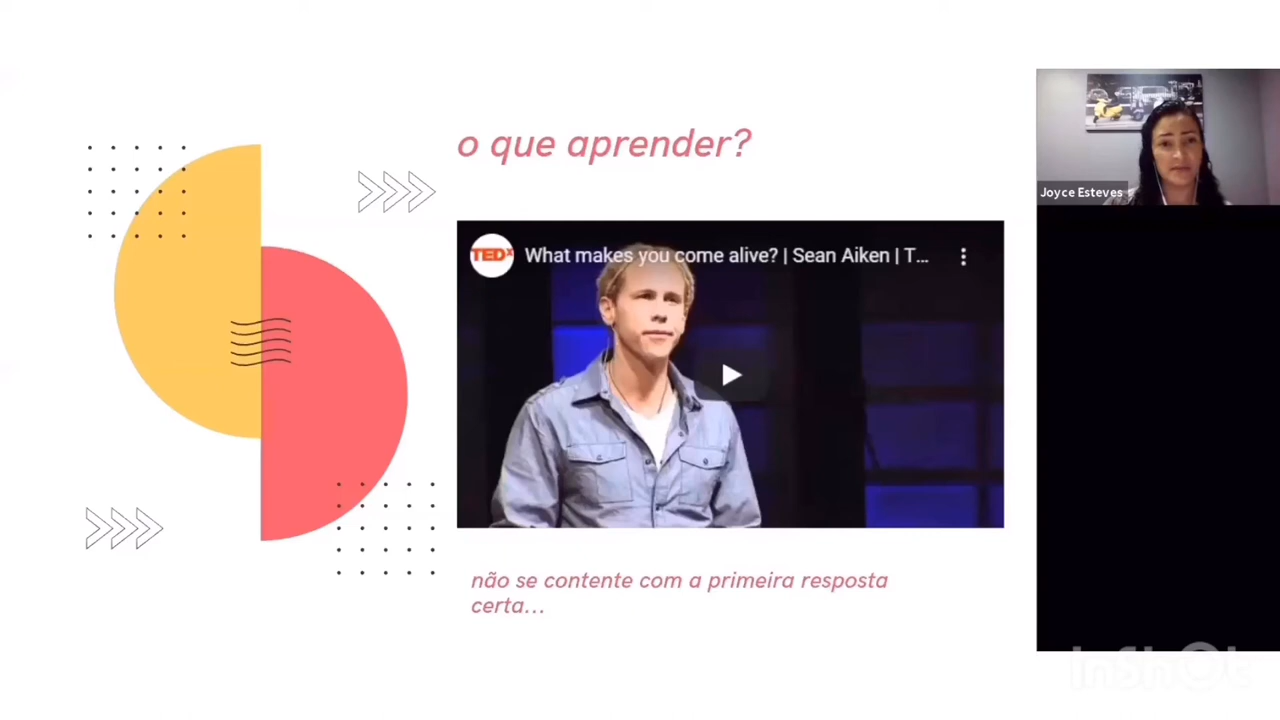 o que aprender?
TEDx
What makes you come alive? | Sean Aiken | T...
Joyce Esteves
não se contente com a primeira resposta
certa...
InShOt